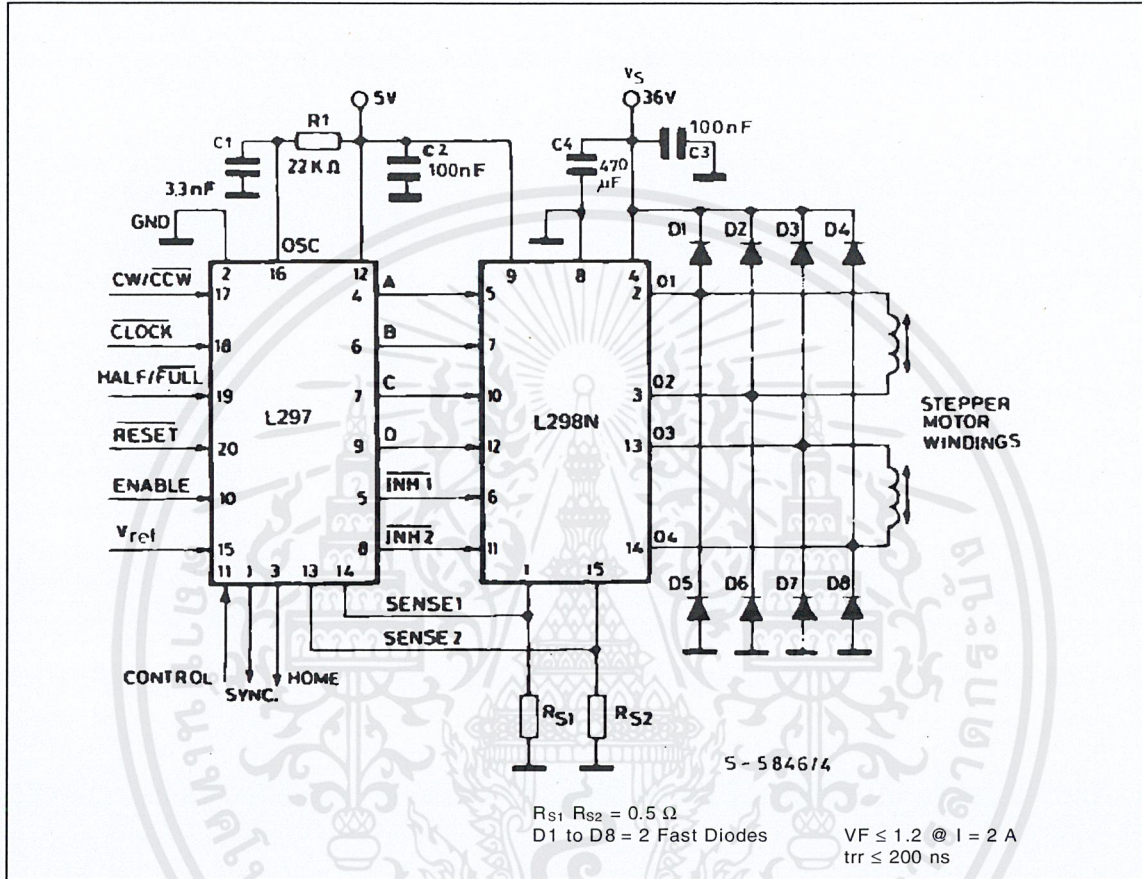 Vs
5V
36V
R1
C1
22KΩ
3.3nF
C2
100nF
C4
470
µF
100nF
C3
GND
OSC
D1
D2
D3
D4
2
16
12
9
8
4
CW/CCW
17
4
A
5
2
O1
CLOCK
18
6
B
7
HALF/FULL
19
7
C
10
3
O2
L297
L298N
STEPPER
MOTOR
WINDINGS
RESET
20
9
D
12
13
O3
ENABLE
10
5
INH1
6
Vref
15
8
INH2
11
14
O4
11
1
3
13
14
1
15
D5
D6
D7
D8
SENSE1
SENSE2
CONTROL
SYNC.
HOME
RS1
RS2
S-5846/4
RS1 RS2 = 0.5 Ω
D1 to D8 = 2 Fast Diodes
VF ≤ 1.2 @ I = 2 A
trr ≤ 200 ns